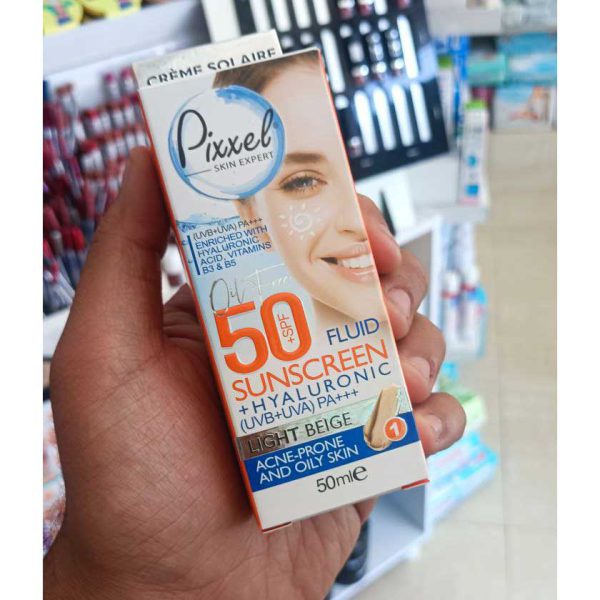 CRÈME SOLAIRE
Pixxel
SKIN EXPERT
(UVB+UVA) PA+++
ENRICHED WITH
HYALURONIC
ACID, VITAMINS
B3 & B5
Oil Free
50+SPF
FLUID
SUNSCREEN
+HYALURONIC
(UVB+UVA) PA+++
LIGHT BEIGE
1
ACNE-PRONE
AND OILY SKIN
50ml e